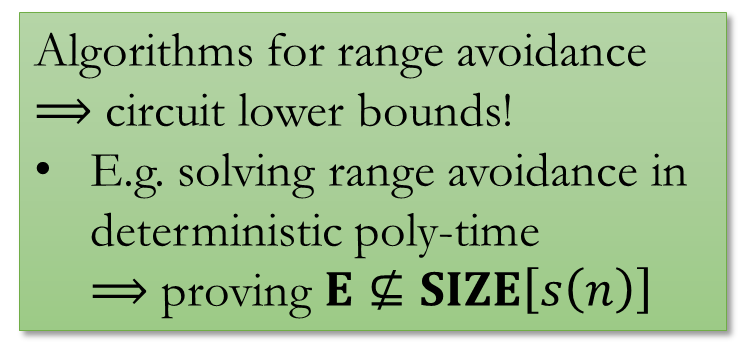 Algorithms for range avoidance
⟹ circuit lower bounds!
• E.g. solving range avoidance in
deterministic poly-time
⟹ proving E ⊈ SIZE[s(n)]